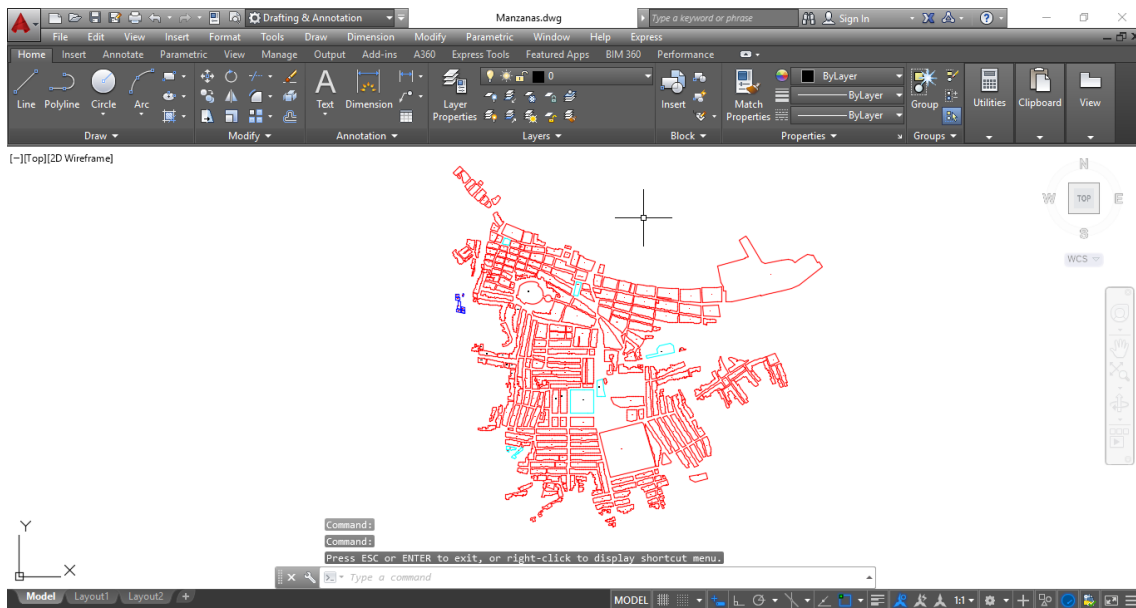 Drafting & Annotation Manzanas.dwg Type a keyword or phrase Sign In
File Edit View Insert Format Tools Draw Dimension Modify Parametric Window Help Express
Home Insert Annotate Parametric View Manage Output Add-ins A360 Express Tools Featured Apps BIM 360 Performance
0 ByLayer
Line Polyline Circle Arc Text Dimension Layer Properties Insert Match Properties ByLayer Group Utilities Clipboard View
ByLayer
Draw Modify Annotation Layers Block Properties Groups
[−][Top][2D Wireframe]
N
W TOP E
S
WCS
Y
X
Command:
Command:
Press ESC or ENTER to exit, or right-click to display shortcut menu.
Type a command
Model Layout1 Layout2 + MODEL 1:1